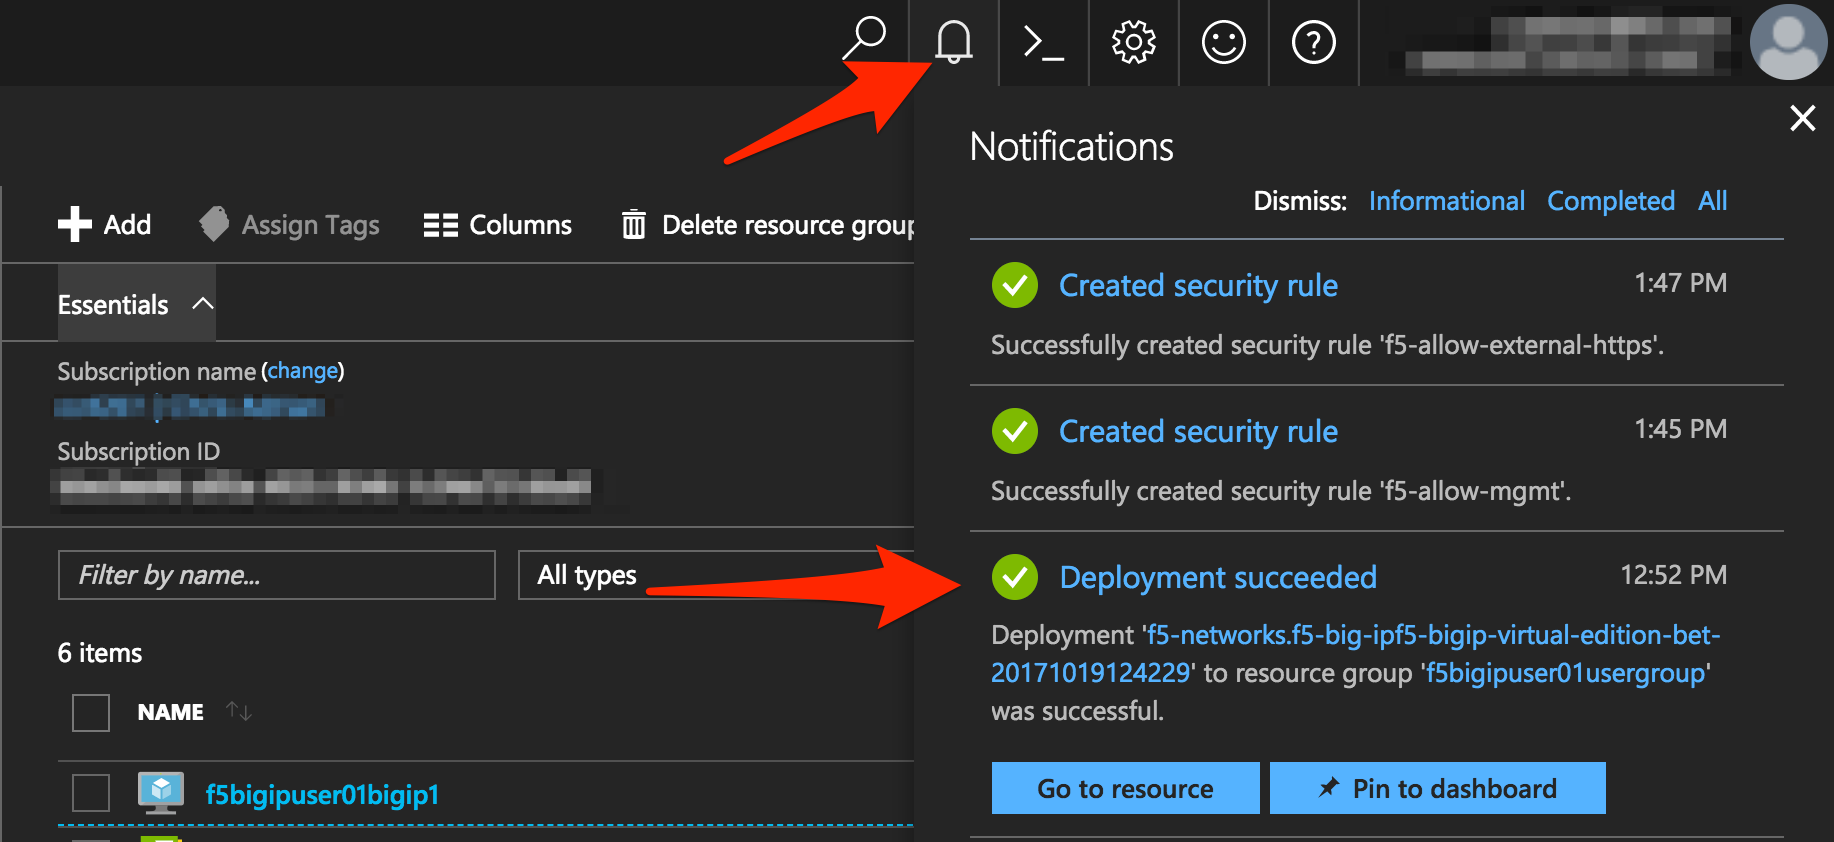 Notifications
Dismiss: Informational Completed All
Add Assign Tags Columns Delete resource group
Essentials
Subscription name (change)
Subscription ID
Filter by name...
All types
6 items
NAME
f5bigipuser01bigip1
Created security rule 1:47 PM
Successfully created security rule 'f5-allow-external-https'.
Created security rule 1:45 PM
Successfully created security rule 'f5-allow-mgmt'.
Deployment succeeded 12:52 PM
Deployment 'f5-networks.f5-big-ipf5-bigip-virtual-edition-bet-
20171019124229' to resource group 'f5bigipuser01usergroup'
was successful.
Go to resource Pin to dashboard